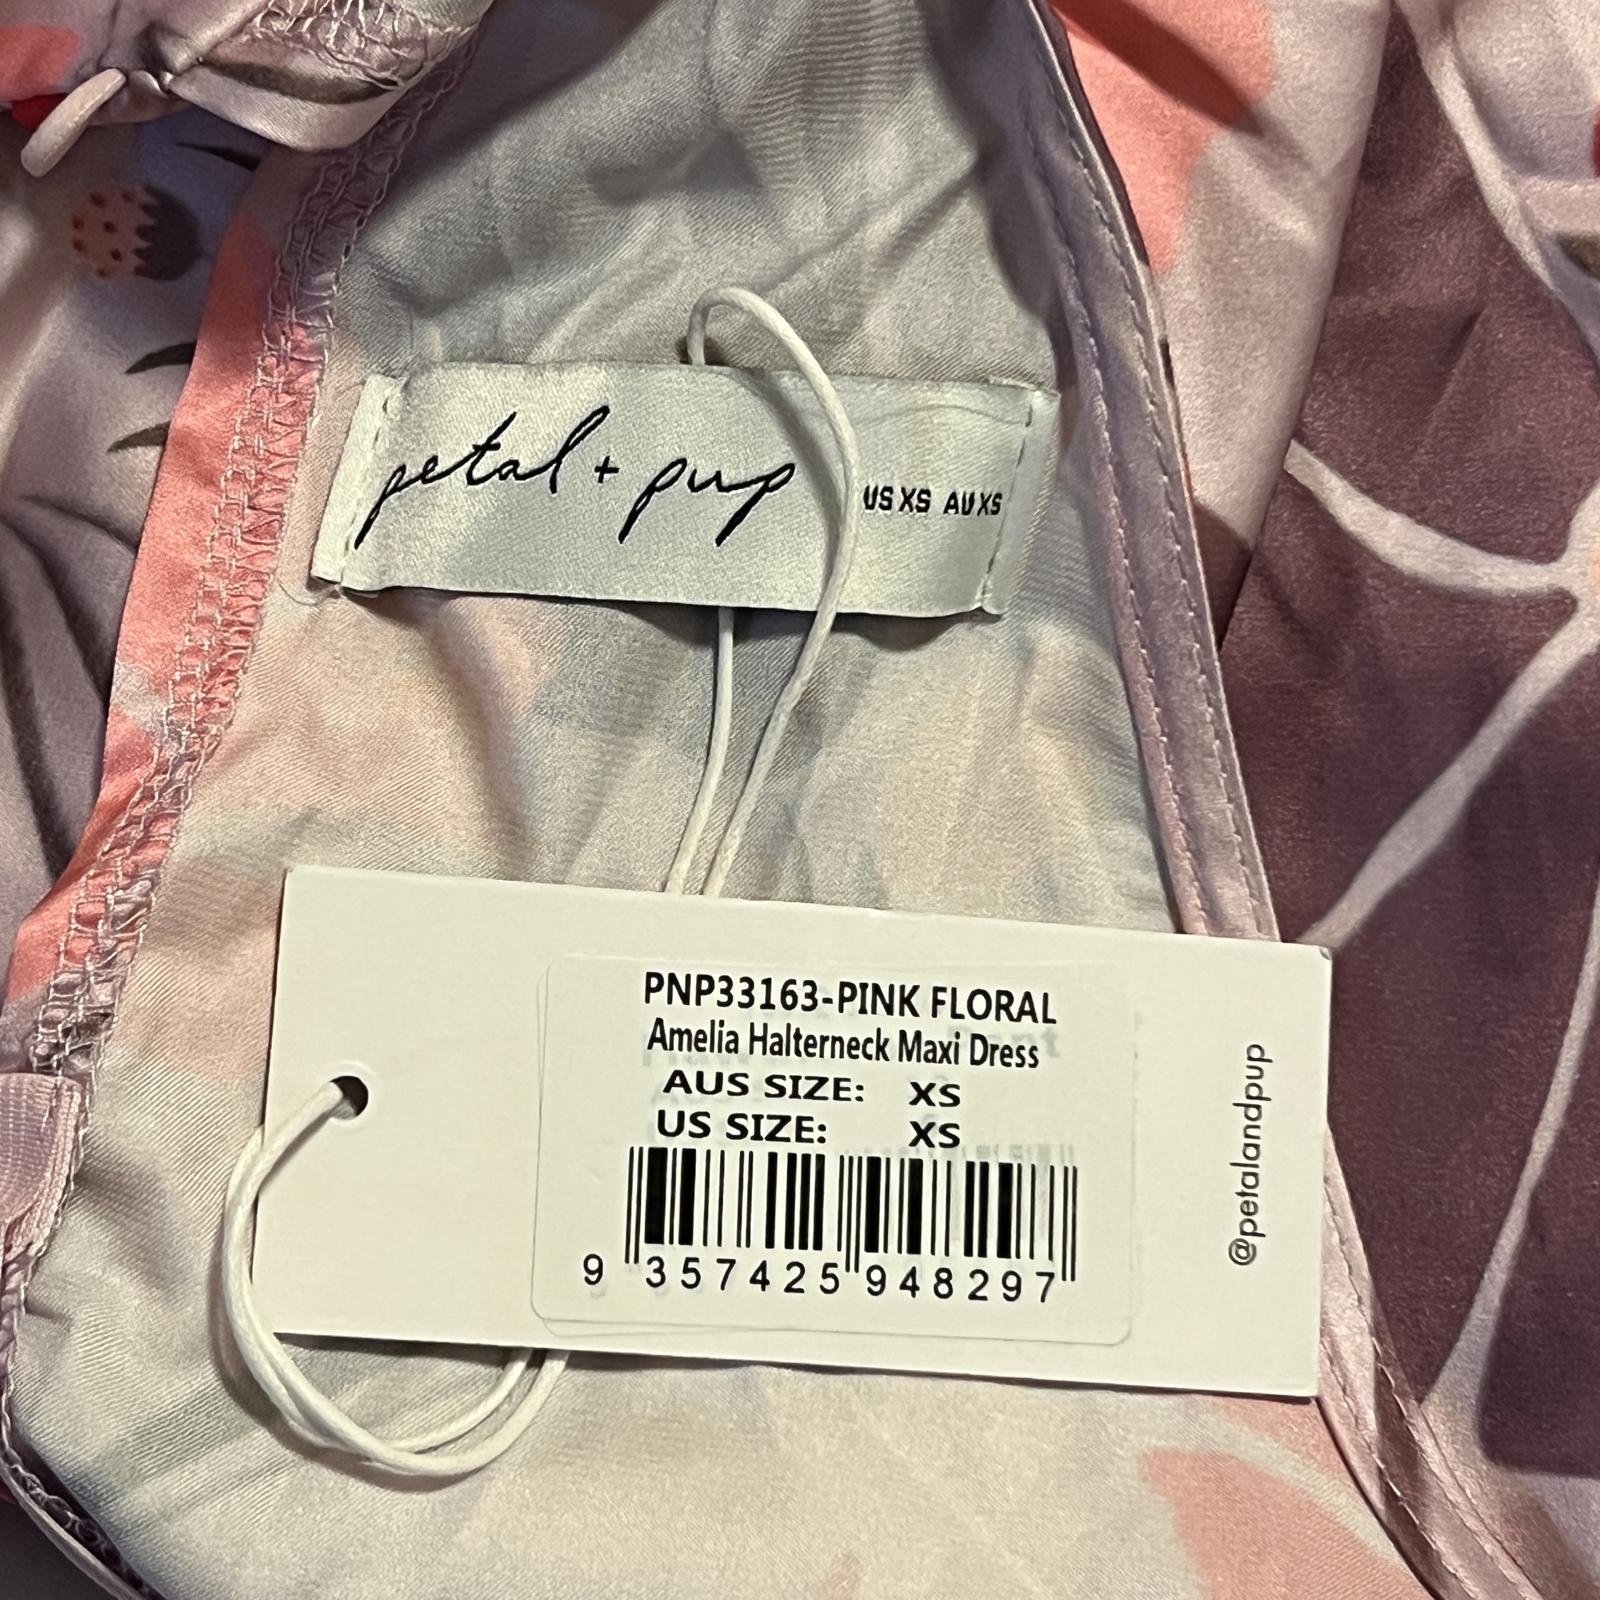 petal + pup US XS AU XS
PNP33163-PINK FLORAL
Amelia Halterneck Maxi Dress
AUS SIZE: XS
US SIZE: XS
9 357425 948297
@petalandpup